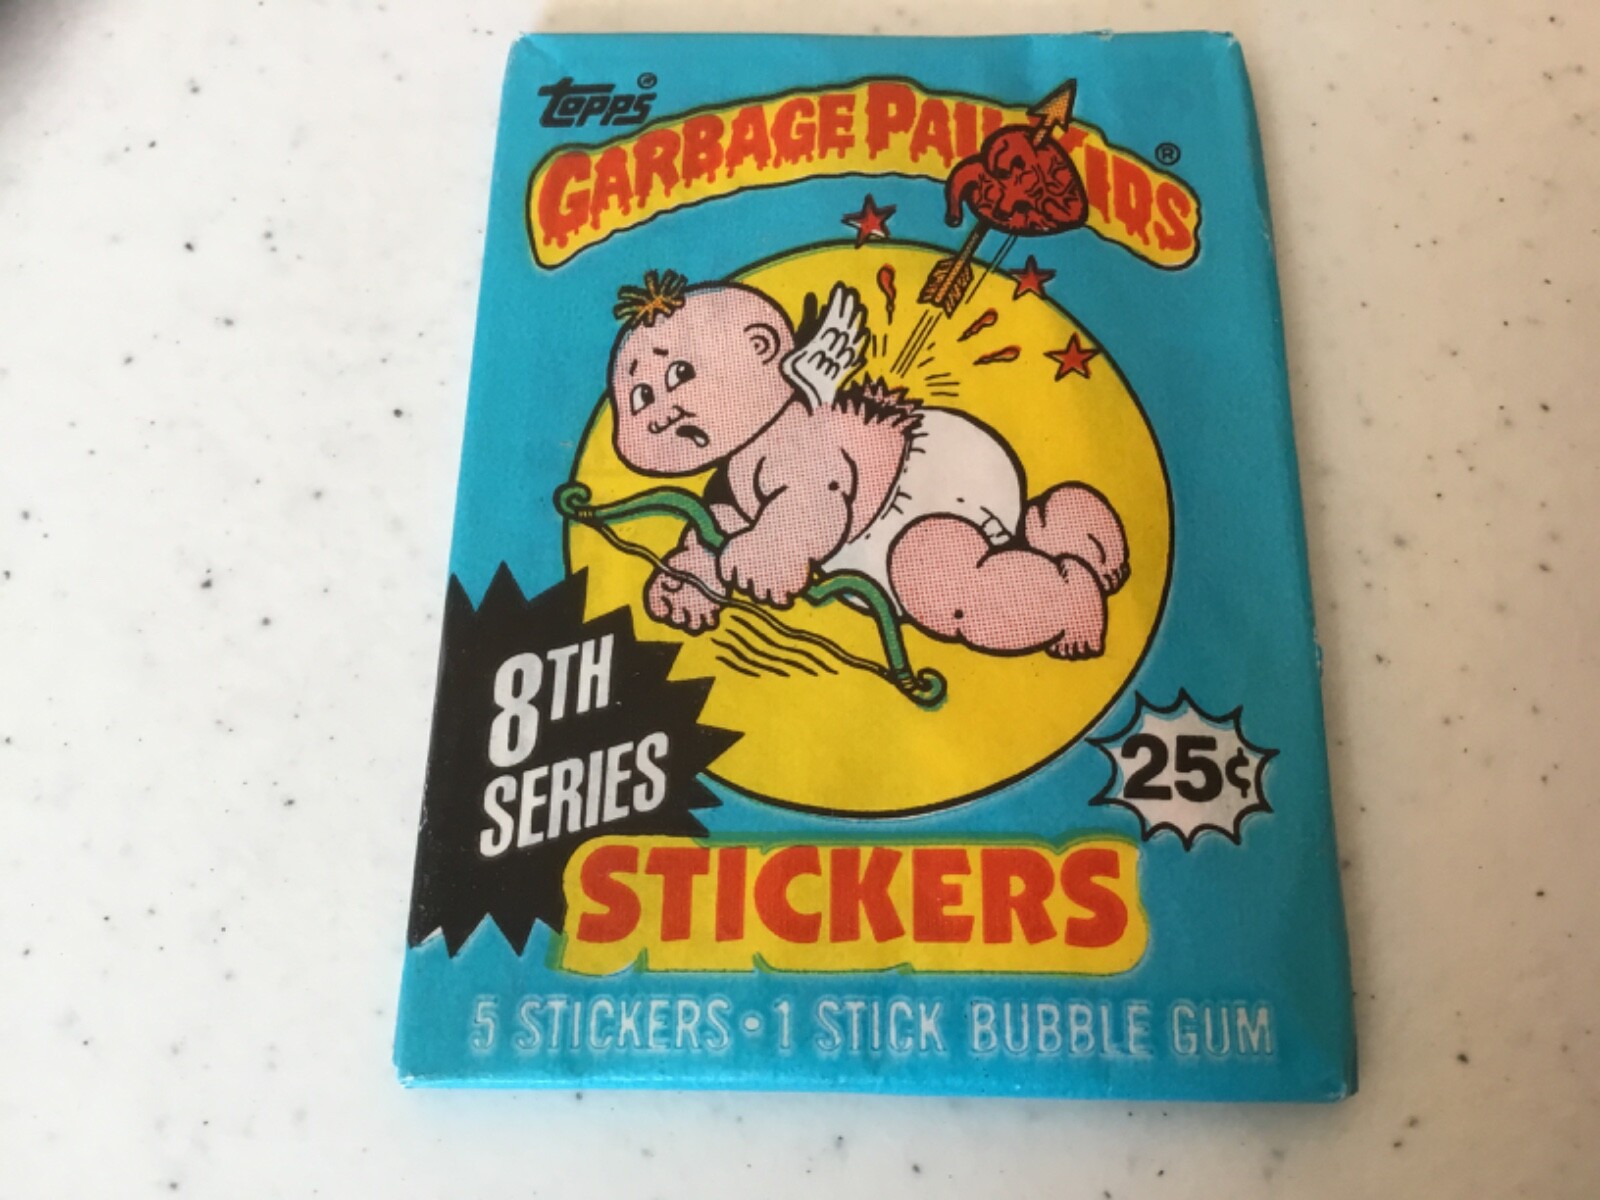 Topps®
GARBAGE PAIL KIDS®
8TH
SERIES
25¢
STICKERS
5 STICKERS • 1 STICK BUBBLE GUM